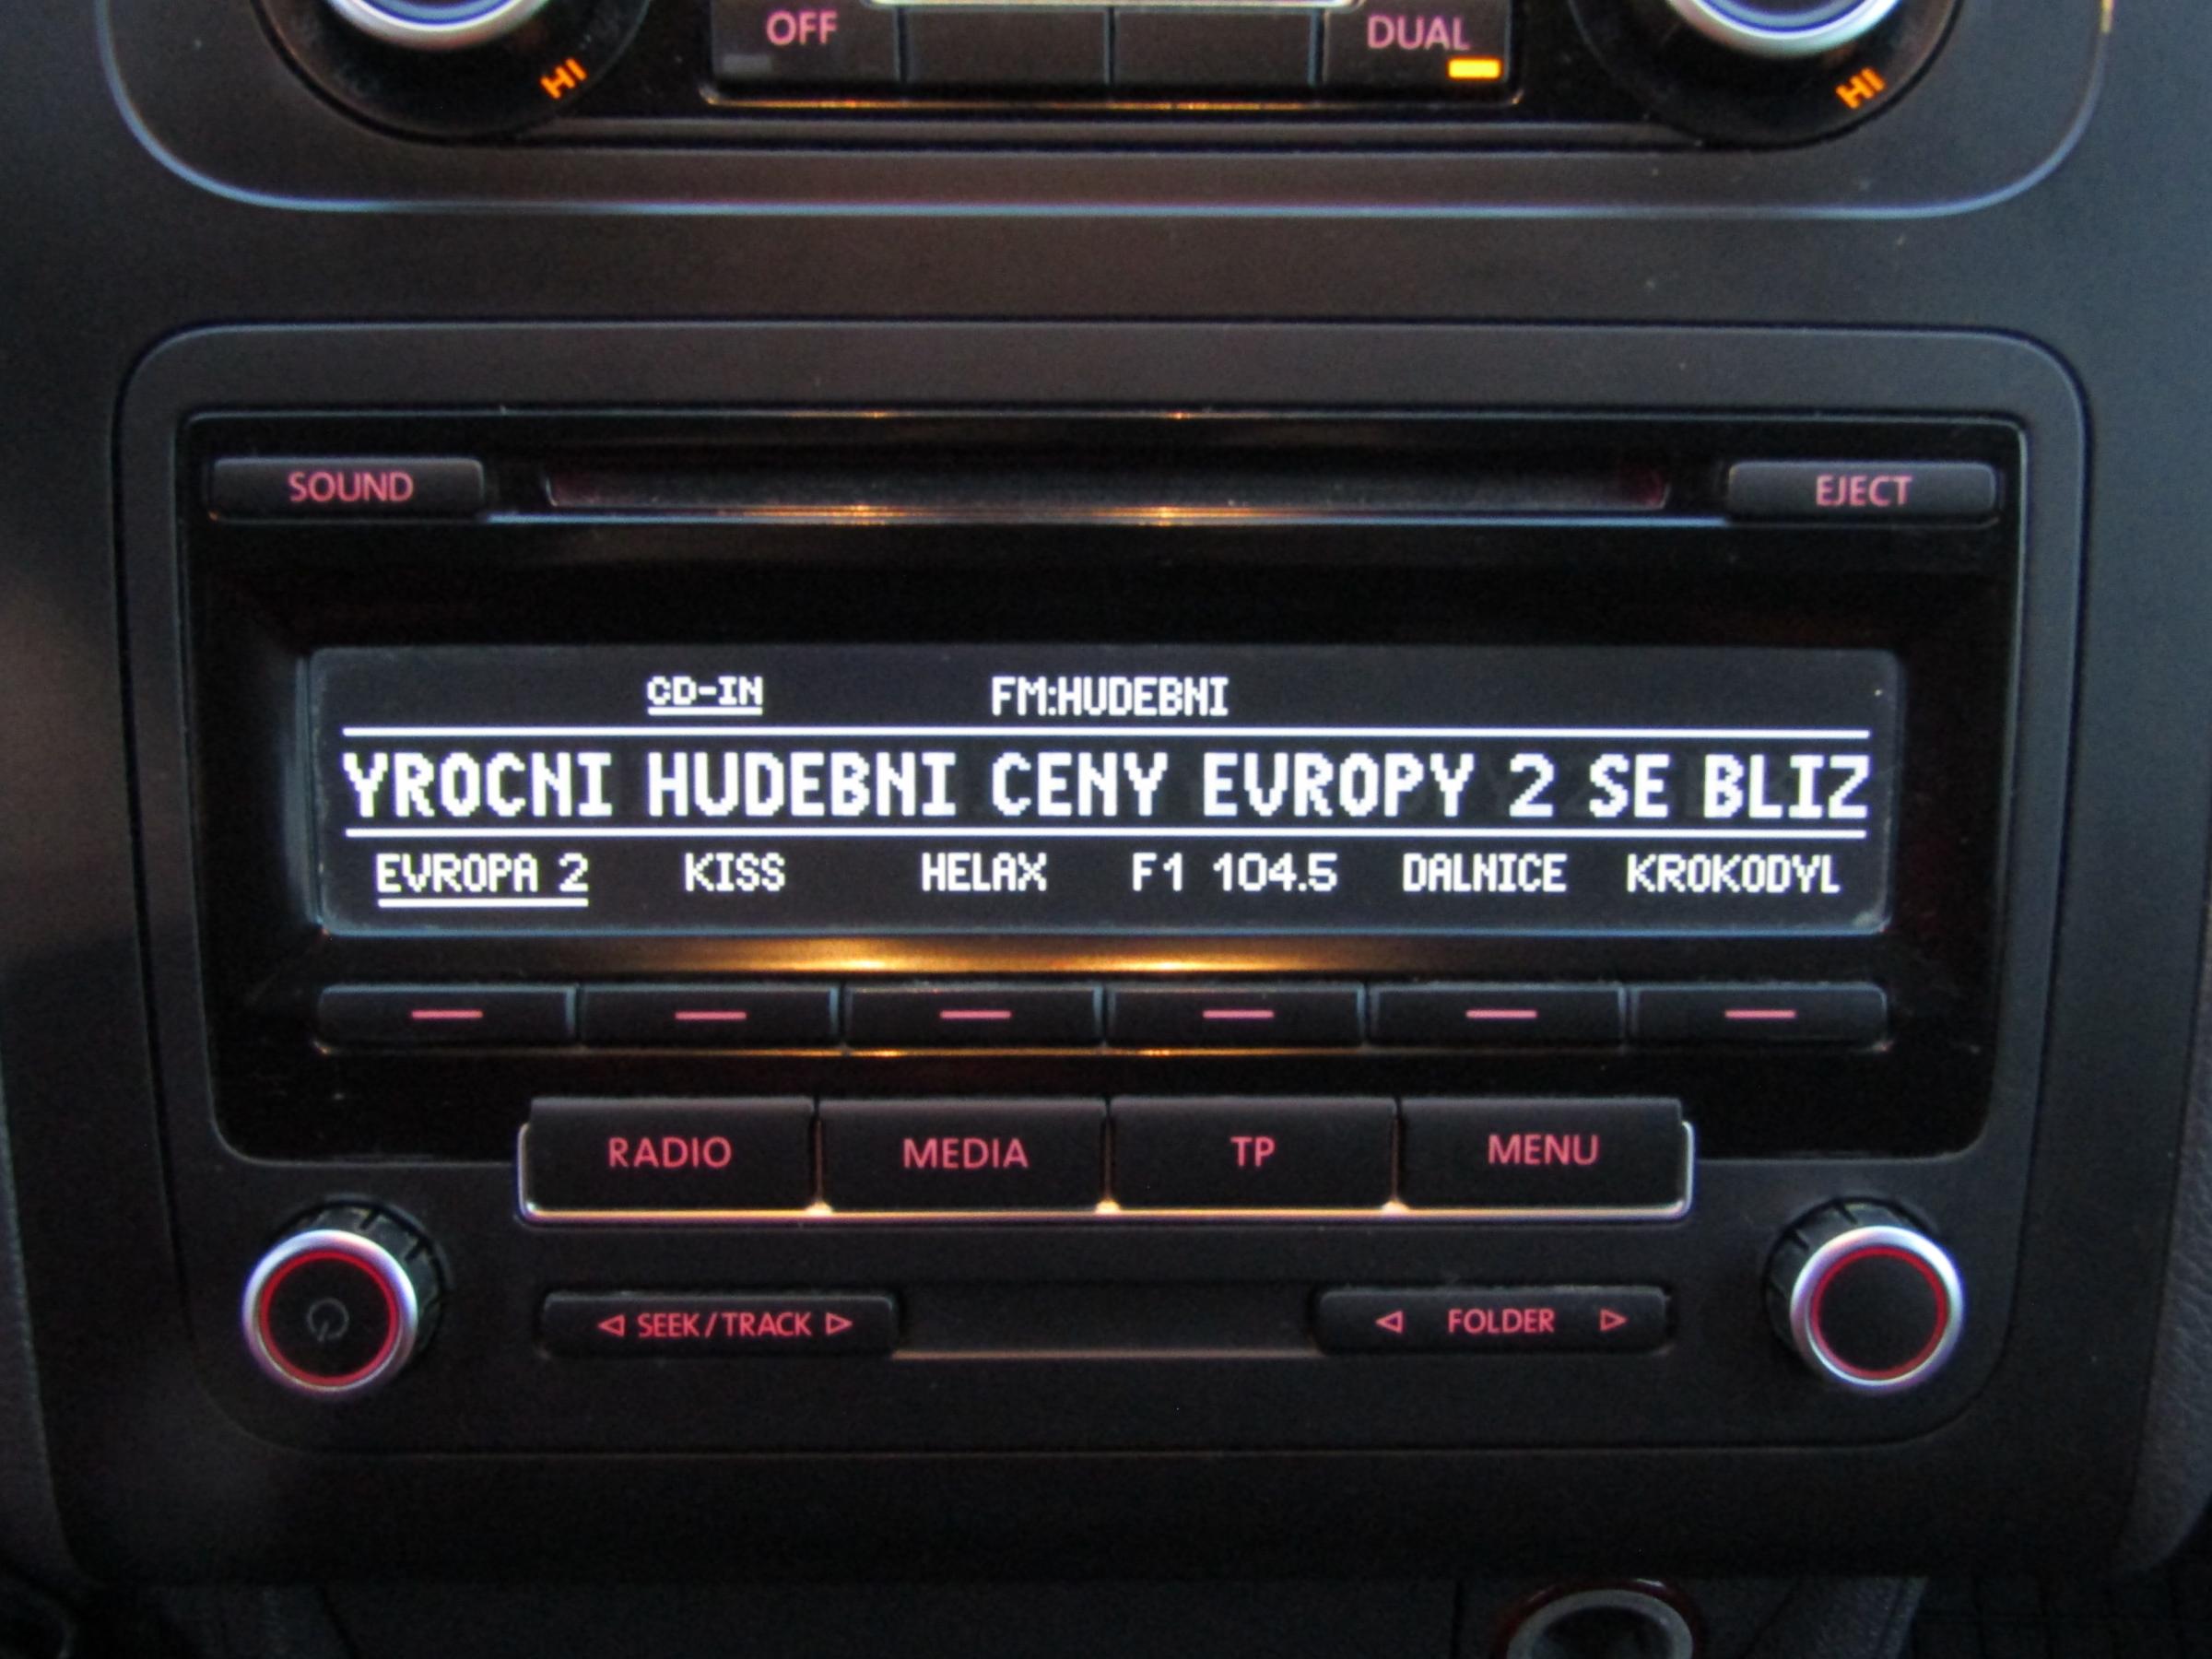 OFF DUAL
HI HI
SOUND EJECT
CD-IN FM:HUDEBNI
YROCNI HUDEBNI CENY EVROPY 2 SE BLIZ
EVROPA 2 KISS HELAX F1 104.5 DALNICE KROKODYL
RADIO MEDIA TP MENU
SEEK/TRACK FOLDER